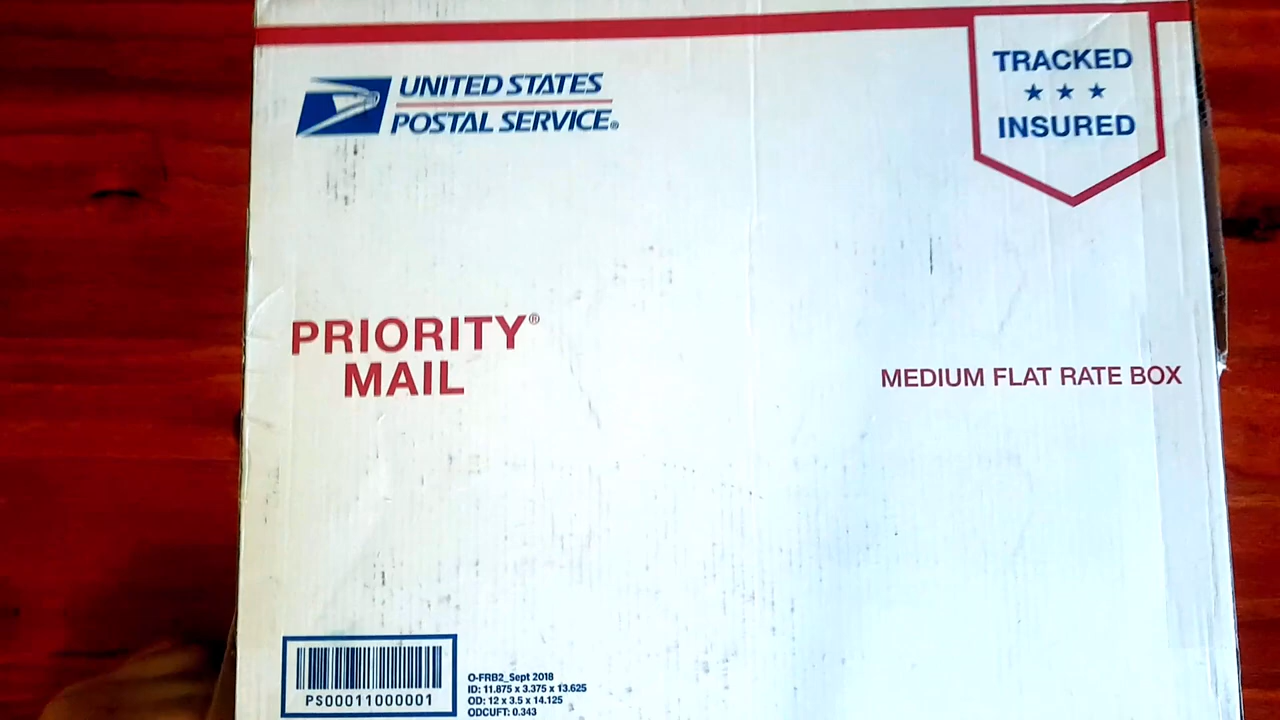 UNITED STATES
POSTAL SERVICE®
TRACKED
★ ★ ★
INSURED
PRIORITY®
MAIL
MEDIUM FLAT RATE BOX
PS00011000001
O-FRB2_Sept 2018
ID: 11.875 x 3.375 x 13.625
OD: 12 x 3.5 x 14.125
ODCUFT: 0.343